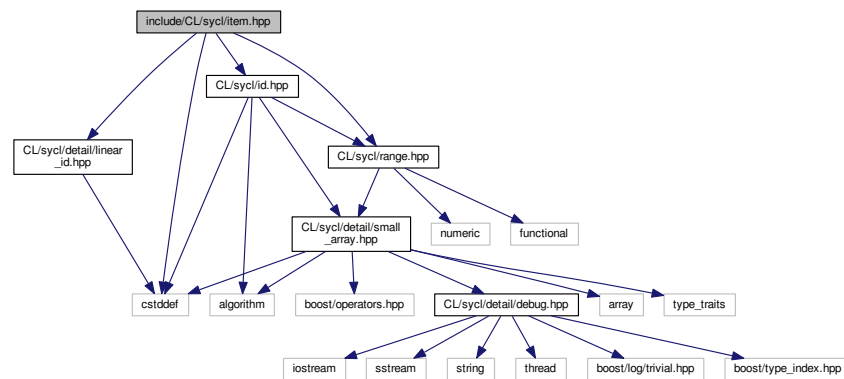 include/CL/sycl/item.hpp
CL/sycl/id.hpp
CL/sycl/detail/linear
_id.hpp
CL/sycl/range.hpp
CL/sycl/detail/small
_array.hpp
numeric
functional
cstddef
algorithm
boost/operators.hpp
CL/sycl/detail/debug.hpp
array
type_traits
iostream
sstream
string
thread
boost/log/trivial.hpp
boost/type_index.hpp